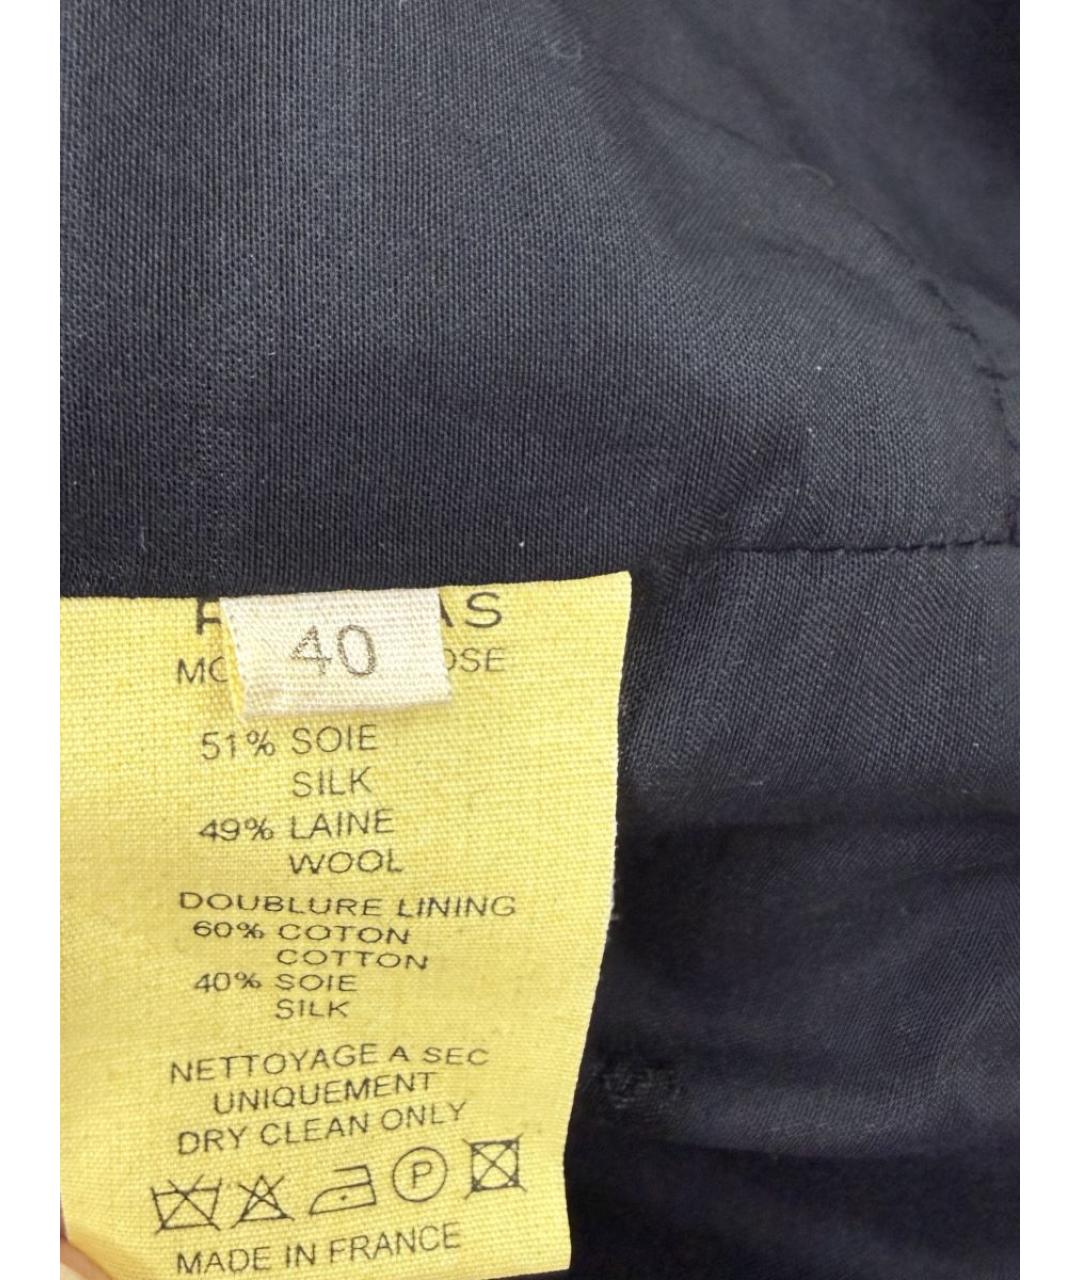 40
51% SOIE
SILK
49% LAINE
WOOL
DOUBLURE LINING
60% COTON
COTTON
40% SOIE
SILK
NETTOYAGE A SEC
UNIQUEMENT
DRY CLEAN ONLY
P
MADE IN FRANCE